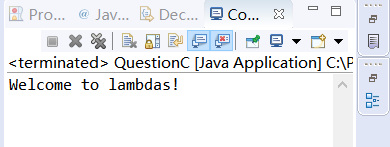 Pro... Jav... Dec... Co...
<terminated> QuestionC [Java Application] C:\P
Welcome to lambdas!